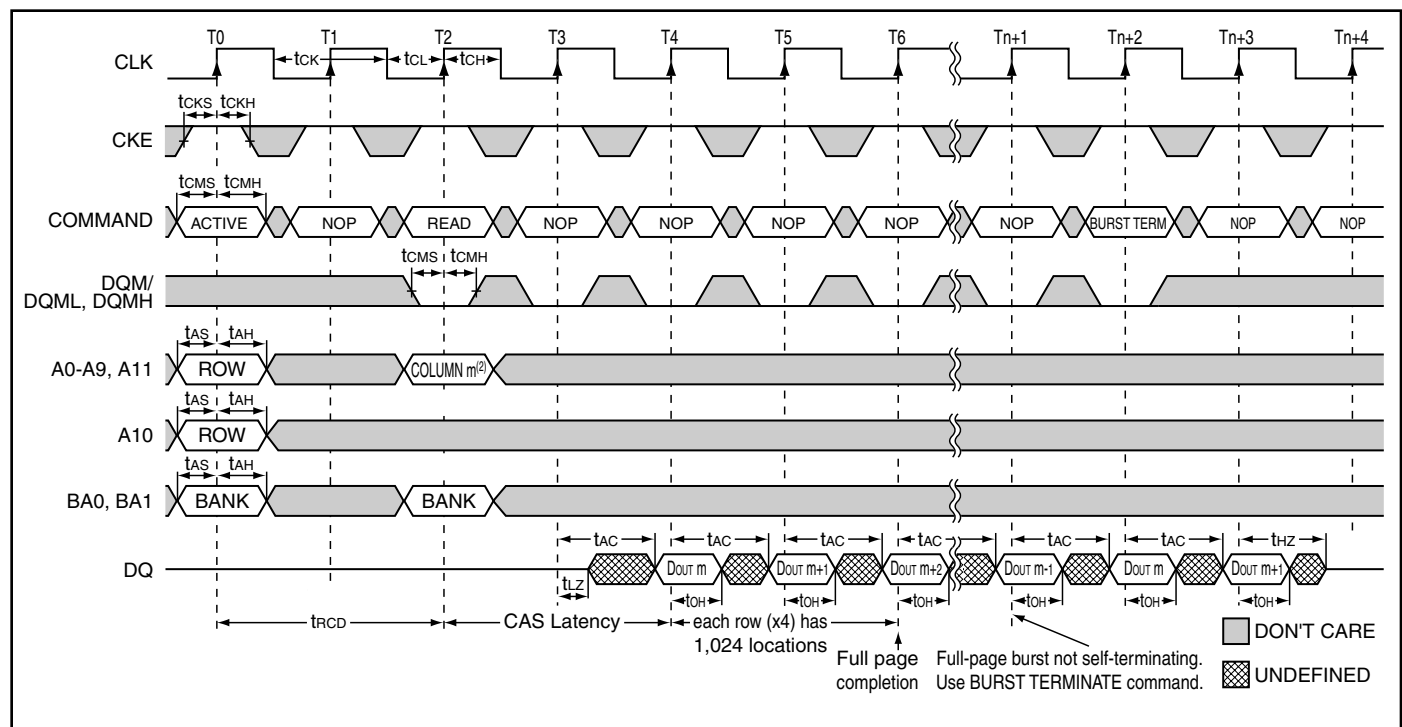 T0 T1 T2 T3 T4 T5 T6 Tn+1 Tn+2 Tn+3 Tn+4
CLK tCK tCL tCH
tCKS tCKH
CKE
tCMS tCMH
COMMAND ACTIVE NOP READ NOP NOP NOP NOP NOP BURST TERM NOP NOP
tCMS tCMH
DQM/
DQML, DQMH
tAS tAH
A0-A9, A11 ROW COLUMN m(2)
tAS tAH
A10 ROW
tAS tAH
BA0, BA1 BANK BANK
tAC tAC tAC tAC tAC tAC tHZ
DQ DOUT m DOUT m+1 DOUT m+2 DOUT m-1 DOUT m DOUT m+1
tLZ tOH tOH tOH tOH tOH tOH
tRCD CAS Latency each row (x4) has
1,024 locations
Full page
completion
Full-page burst not self-terminating.
Use BURST TERMINATE command.
DON'T CARE
UNDEFINED